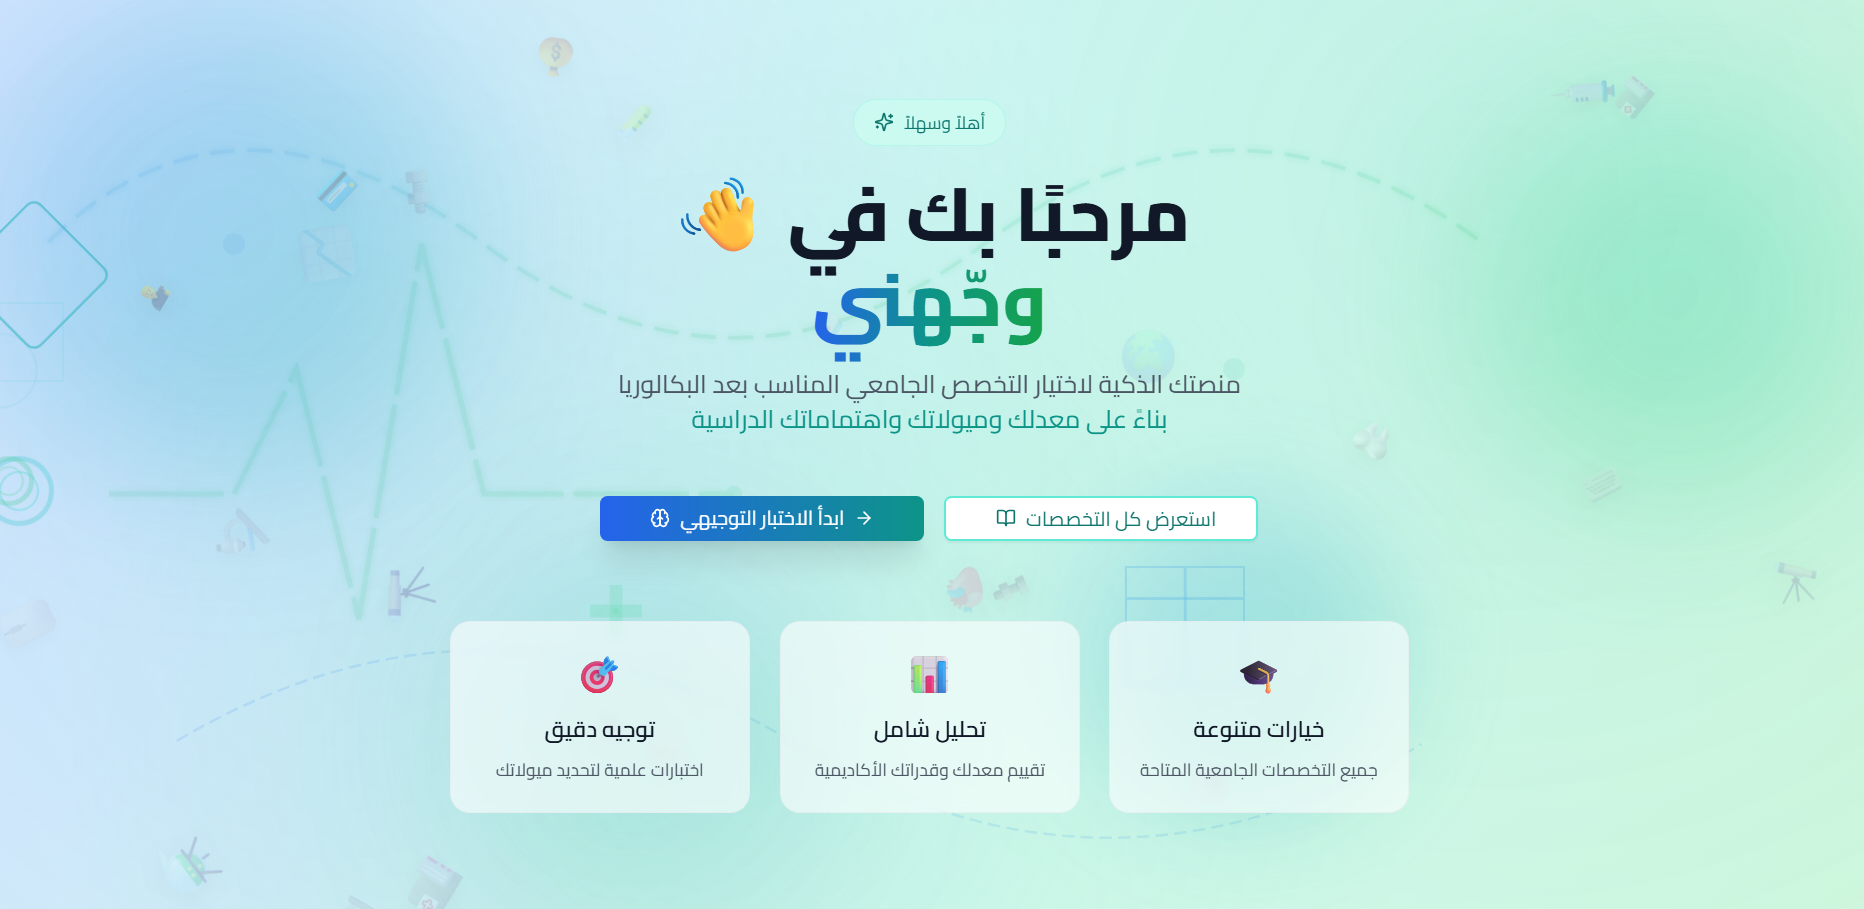 أهلاً وسهلاً
مرحبًا بك في 👋
وجّهني
منصتك الذكية لاختيار التخصص الجامعي المناسب بعد البكالوريا
بناءً على معدلك وميولاتك واهتماماتك الدراسية
استعرض كل التخصصات
ابدأ الاختبار التوجيهي
خيارات متنوعة
جميع التخصصات الجامعية المتاحة
تحليل شامل
تقييم معدلك وقدراتك الأكاديمية
توجيه دقيق
اختبارات علمية لتحديد ميولاتك